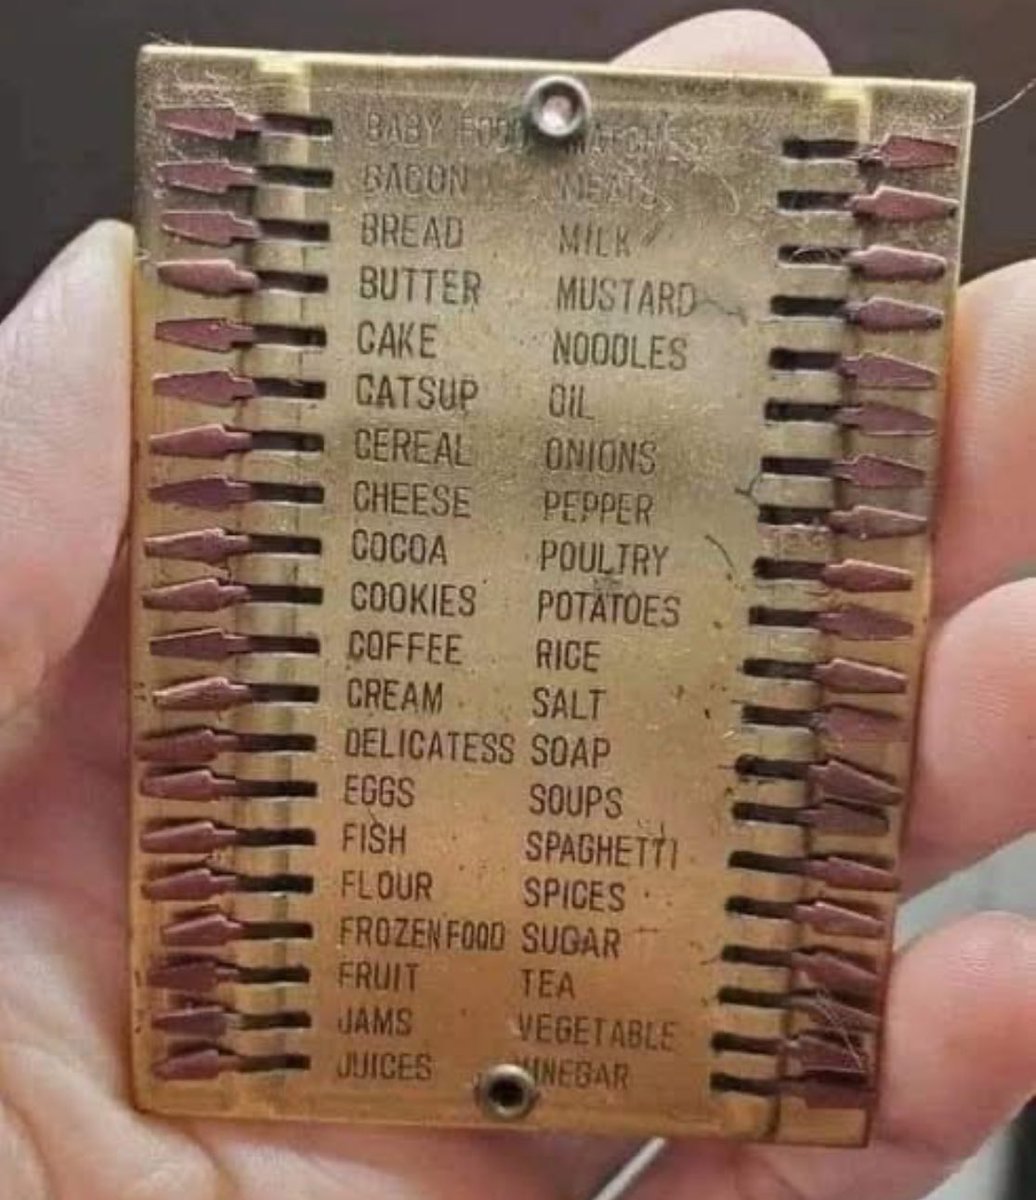 BABY FOOD MATCHES
BACON MEATS
BREAD MILK
BUTTER MUSTARD
CAKE NOODLES
CATSUP OIL
CEREAL ONIONS
CHEESE PEPPER
COCOA POULTRY
COOKIES POTATOES
COFFEE RICE
CREAM SALT
DELICATESS SOAP
EGGS SOUPS
FISH SPAGHETTI
FLOUR SPICES
FROZEN FOOD SUGAR
FRUIT TEA
JAMS VEGETABLE
JUICES VINEGAR